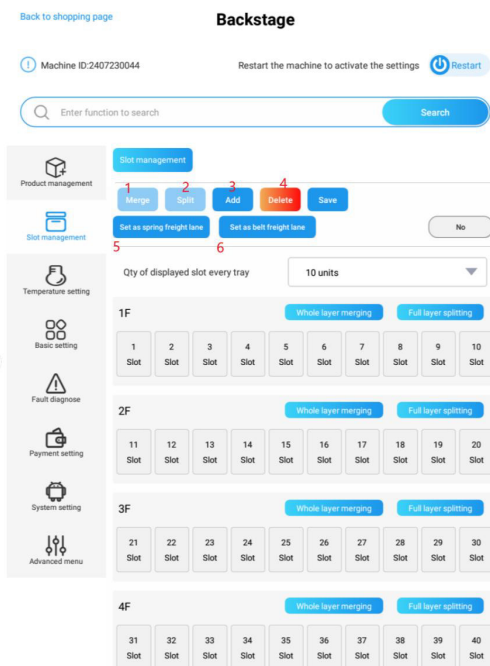 Back to shopping page
Backstage
! Machine ID:2407230044
Restart the machine to activate the settings
Restart
Enter function to search
Search
Product management
Slot management
Temperature setting
Basic setting
Fault diagnose
Payment setting
System setting
Advanced menu
Slot management
1 2 3 4
Merge Split Add Delete Save
Set as spring freight lane Set as belt freight lane No
5 6
Qty of displayed slot every tray 10 units
1F Whole layer merging Full layer splitting
1 2 3 4 5 6 7 8 9 10
Slot Slot Slot Slot Slot Slot Slot Slot Slot Slot
2F Whole layer merging Full layer splitting
11 12 13 14 15 16 17 18 19 20
Slot Slot Slot Slot Slot Slot Slot Slot Slot Slot
3F Whole layer merging Full layer splitting
21 22 23 24 25 26 27 28 29 30
Slot Slot Slot Slot Slot Slot Slot Slot Slot Slot
4F Whole layer merging Full layer splitting
31 32 33 34 35 36 37 38 39 40
Slot Slot Slot Slot Slot Slot Slot Slot Slot Slot